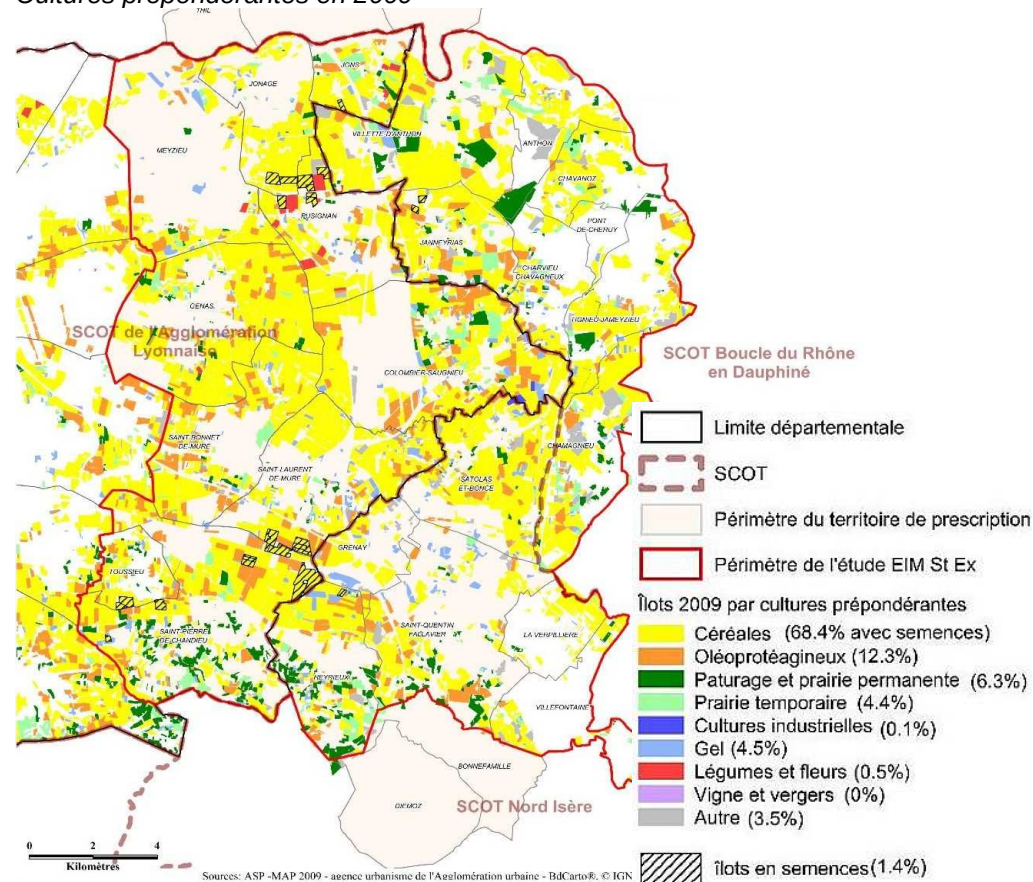 Cultures prépondérantes en 2009
THIL
JONS
JONAGE
VILLETTE D'ANTHON
ANTHON
MEYZIEU
CHAVANOZ
PUSIGNAN
PONT
DE-CHERUY
JANNEYRIAS
CHARVIEU
CHAVAGNEUX
GENAS
TIGNEU-JAMEYZIEU
SCOT de l'Agglomération
Lyonnaise
SCOT Boucle du Rhône
en Dauphiné
COLOMBIER-SAUGNIEU
SAINT BONNET
DE-MURE
CHAMAGNIEU
SAINT LAURENT
DE-MURE
SATOLAS
ET-BONCE
GRENAY
TOUSSIEU
SAINT-PIERRE
DE-CHANDIEU
SAINT-QUENTIN
FALLAVIER
LA VERPILLIERE
HEYRIEUX
VILLEFONTAINE
BONNEFAMILLE
DIEMOZ
SCOT Nord Isère
Limite départementale
SCOT
Périmètre du territoire de prescription
Périmètre de l'étude EIM St Ex
Îlots 2009 par cultures prépondérantes
Céréales (68.4% avec semences)
Oléoprotéagineux (12.3%)
Paturage et prairie permanente (6.3%)
Prairie temporaire (4.4%)
Cultures industrielles (0.1%)
Gel (4.5%)
Légumes et fleurs (0.5%)
Vigne et vergers (0%)
Autre (3.5%)
îlots en semences (1.4%)
0 2 4
Kilomètres
Sources: ASP -MAP 2009 - agence urbanisme de l'Agglomération urbaine - BdCarto®, © IGN